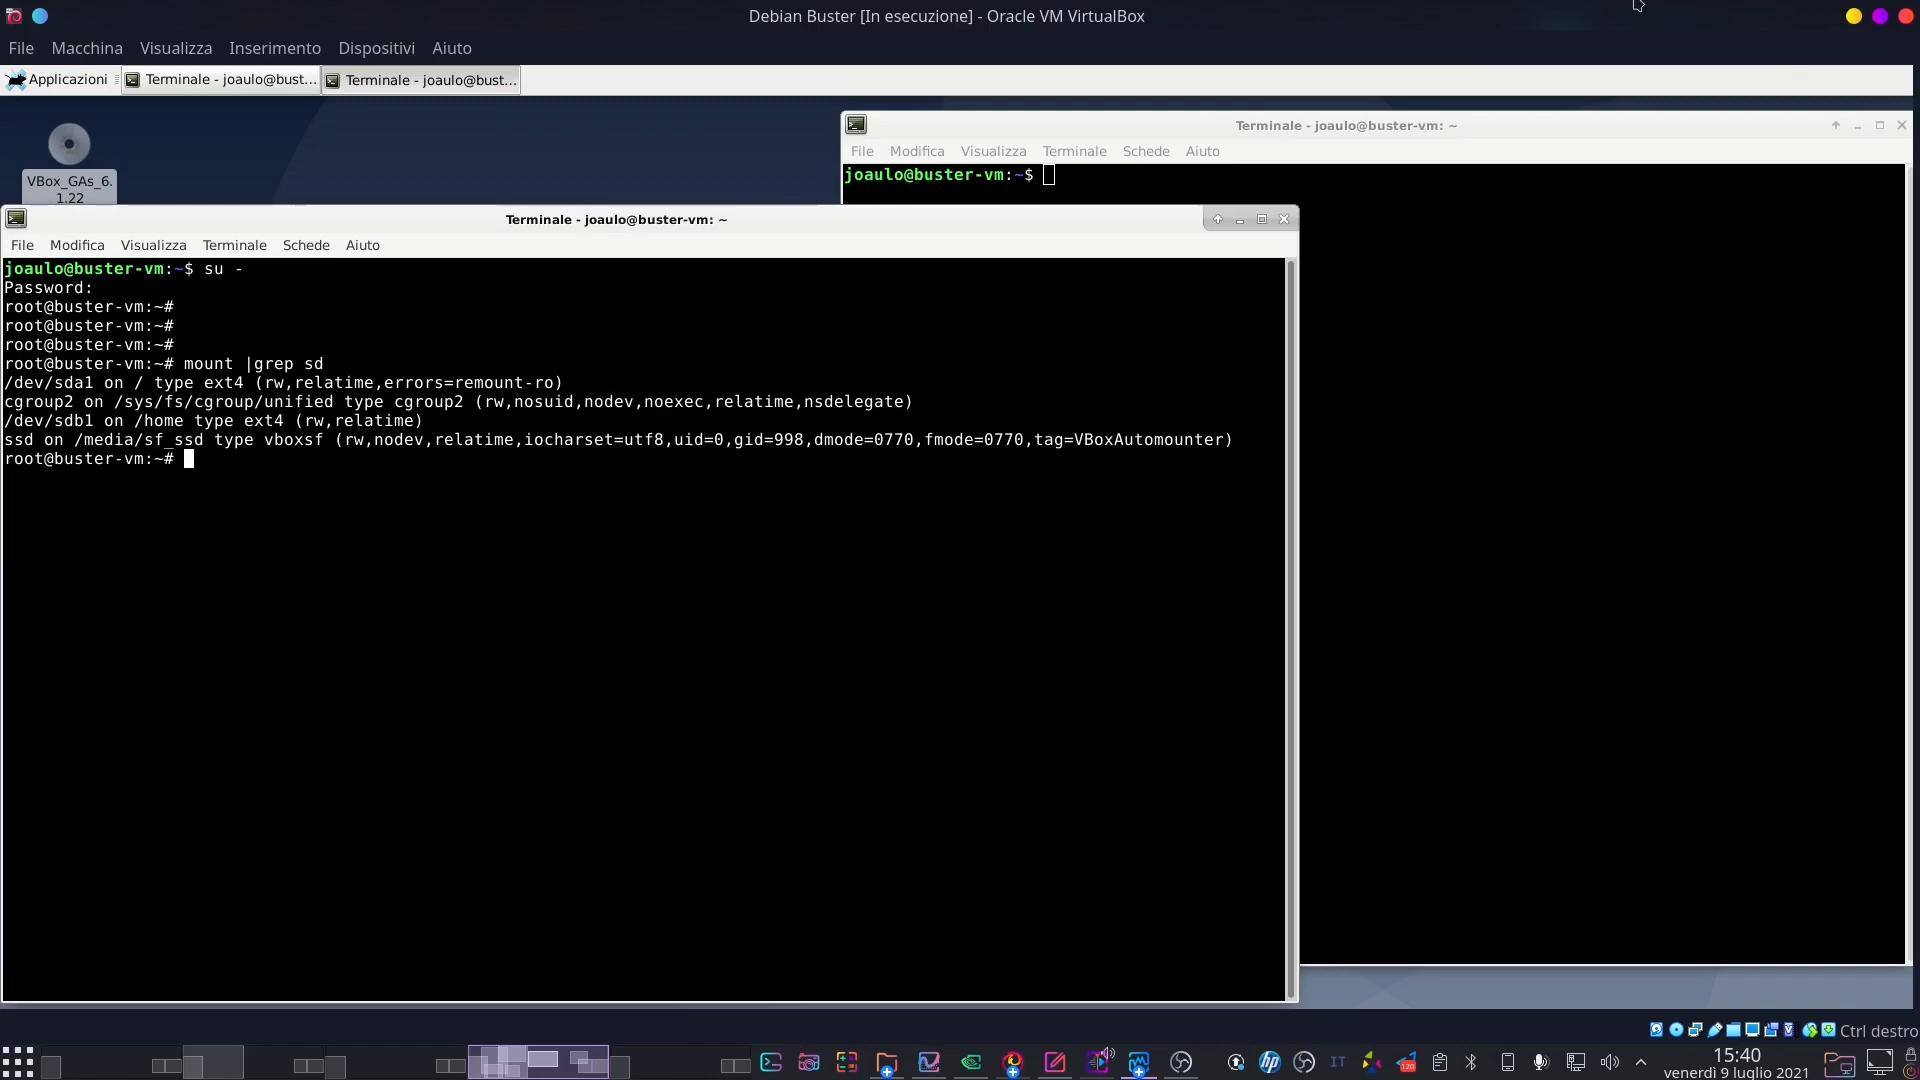 Debian Buster [In esecuzione] - Oracle VM VirtualBox
File Macchina Visualizza Inserimento Dispositivi Aiuto
Applicazioni Terminale - joaulo@bust... Terminale - joaulo@bust...
VBox_GAs_6.
1.22
Terminale - joaulo@buster-vm: ~
File Modifica Visualizza Terminale Schede Aiuto
joaulo@buster-vm:~$
Terminale - joaulo@buster-vm: ~
File Modifica Visualizza Terminale Schede Aiuto
joaulo@buster-vm:~$ su -
Password:
root@buster-vm:~#
root@buster-vm:~#
root@buster-vm:~#
root@buster-vm:~# mount |grep sd
/dev/sda1 on / type ext4 (rw,relatime,errors=remount-ro)
cgroup2 on /sys/fs/cgroup/unified type cgroup2 (rw,nosuid,nodev,noexec,relatime,nsdelegate)
/dev/sdb1 on /home type ext4 (rw,relatime)
ssd on /media/sf_ssd type vboxsf (rw,nodev,relatime,iocharset=utf8,uid=0,gid=998,dmode=0770,fmode=0770,tag=VBoxAutomounter)
root@buster-vm:~#
Ctrl destro
hp
IT
120
15:40
venerdì 9 luglio 2021